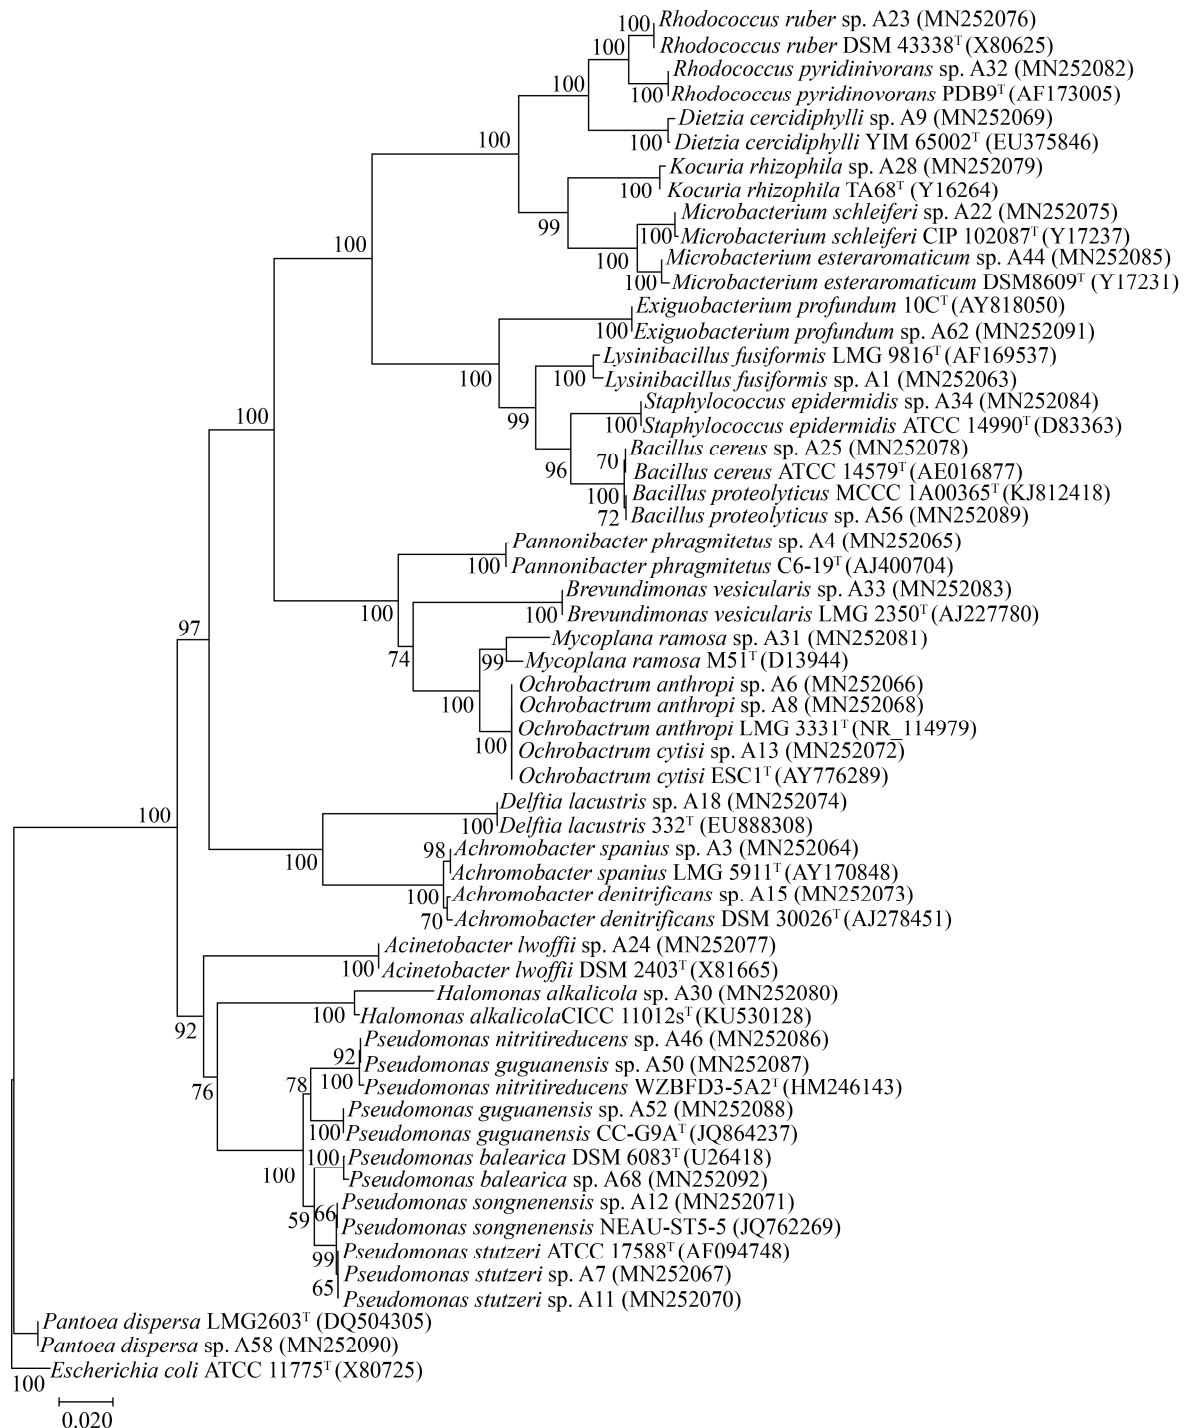 100 Rhodococcus ruber sp. A23 (MN252076)
100 Rhodococcus ruber DSM 43338ᵀ (X80625)
Rhodococcus pyridinivorans sp. A32 (MN252082)
100 100 Rhodococcus pyridinovorans PDB9ᵀ (AF173005)
Dietzia cercidiphylli sp. A9 (MN252069)
100 100 Dietzia cercidiphylli YIM 65002ᵀ (EU375846)
Kocuria rhizophila sp. A28 (MN252079)
100 Kocuria rhizophila TA68ᵀ (Y16264)
Microbacterium schleiferi sp. A22 (MN252075)
99 100 Microbacterium schleiferi CIP 102087ᵀ (Y17237)
100 100 Microbacterium esteraromaticum sp. A44 (MN252085)
100 Microbacterium esteraromaticum DSM8609ᵀ (Y17231)
Exiguobacterium profundum 10Cᵀ (AY818050)
100 Exiguobacterium profundum sp. A62 (MN252091)
Lysinibacillus fusiformis LMG 9816ᵀ (AF169537)
100 100 Lysinibacillus fusiformis sp. A1 (MN252063)
Staphylococcus epidermidis sp. A34 (MN252084)
100 99 100 Staphylococcus epidermidis ATCC 14990ᵀ (D83363)
Bacillus cereus sp. A25 (MN252078)
96 70 Bacillus cereus ATCC 14579ᵀ (AE016877)
100 Bacillus proteolyticus MCCC 1A00365ᵀ (KJ812418)
72 Bacillus proteolyticus sp. A56 (MN252089)
Pannonibacter phragmitetus sp. A4 (MN252065)
100 Pannonibacter phragmitetus C6-19ᵀ (AJ400704)
Brevundimonas vesicularis sp. A33 (MN252083)
100 100 Brevundimonas vesicularis LMG 2350ᵀ (AJ227780)
97 Mycoplana ramosa sp. A31 (MN252081)
74 99 Mycoplana ramosa M51ᵀ (D13944)
Ochrobactrum anthropi sp. A6 (MN252066)
100 Ochrobactrum anthropi sp. A8 (MN252068)
Ochrobactrum anthropi LMG 3331ᵀ (NR_114979)
100 Ochrobactrum cytisi sp. A13 (MN252072)
Ochrobactrum cytisi ESC1ᵀ (AY776289)
Delftia lacustris sp. A18 (MN252074)
100 100 Delftia lacustris 332ᵀ (EU888308)
98 Achromobacter spanius sp. A3 (MN252064)
100 Achromobacter spanius LMG 5911ᵀ (AY170848)
100 Achromobacter denitrificans sp. A15 (MN252073)
70 Achromobacter denitrificans DSM 30026ᵀ (AJ278451)
Acinetobacter lwoffii sp. A24 (MN252077)
100 Acinetobacter lwoffii DSM 2403ᵀ (X81665)
Halomonas alkalicola sp. A30 (MN252080)
92 100 Halomonas alkalicolaCICC 11012sᵀ (KU530128)
Pseudomonas nitritireducens sp. A46 (MN252086)
92 Pseudomonas guguanensis sp. A50 (MN252087)
76 78 100 Pseudomonas nitritireducens WZBFD3-5A2ᵀ (HM246143)
Pseudomonas guguanensis sp. A52 (MN252088)
100 Pseudomonas guguanensis CC-G9Aᵀ (JQ864237)
100 Pseudomonas balearica DSM 6083ᵀ (U26418)
100 Pseudomonas balearica sp. A68 (MN252092)
Pseudomonas songnenensis sp. A12 (MN252071)
59 66 Pseudomonas songnenensis NEAU-ST5-5 (JQ762269)
99 Pseudomonas stutzeri ATCC 17588ᵀ (AF094748)
65 Pseudomonas stutzeri sp. A7 (MN252067)
Pseudomonas stutzeri sp. A11 (MN252070)
Pantoea dispersa LMG2603ᵀ (DQ504305)
Pantoea dispersa sp. A58 (MN252090)
Escherichia coli ATCC 11775ᵀ (X80725)
100
0.020